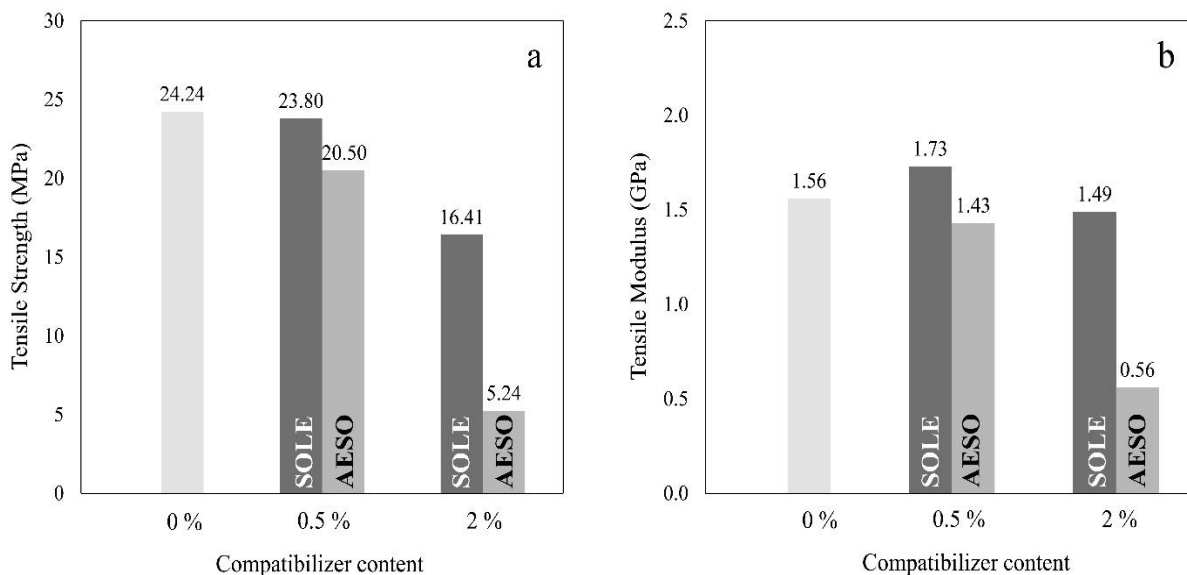 a
Tensile Strength (MPa)
30
25
20
15
10
5
0
24.24
23.80
20.50
16.41
5.24
SOLE
AESO
SOLE
AESO
0 %
0.5 %
2 %
Compatibilizer content
b
Tensile Modulus (GPa)
2.5
2.0
1.5
1.0
0.5
0.0
1.56
1.73
1.43
1.49
0.56
SOLE
AESO
SOLE
AESO
0 %
0.5 %
2 %
Compatibilizer content